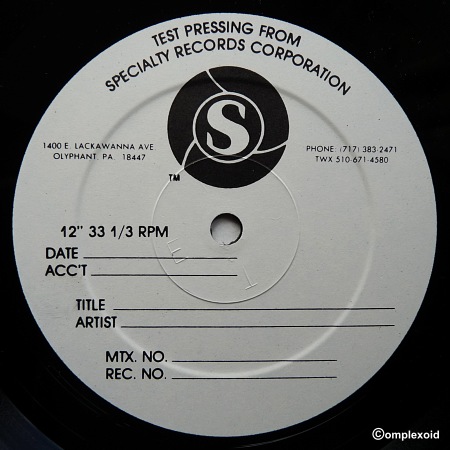 TEST PRESSING FROM
SPECIALTY RECORDS CORPORATION
S
1400 E. LACKAWANNA AVE.
OLYPHANT, PA. 18447
PHONE: (717) 383-2471
TWX 510-671-4580
TM
12" 33 1/3 RPM
DATE
ACC'T
TITLE
ARTIST
MTX. NO.
REC. NO.
©omplexoid